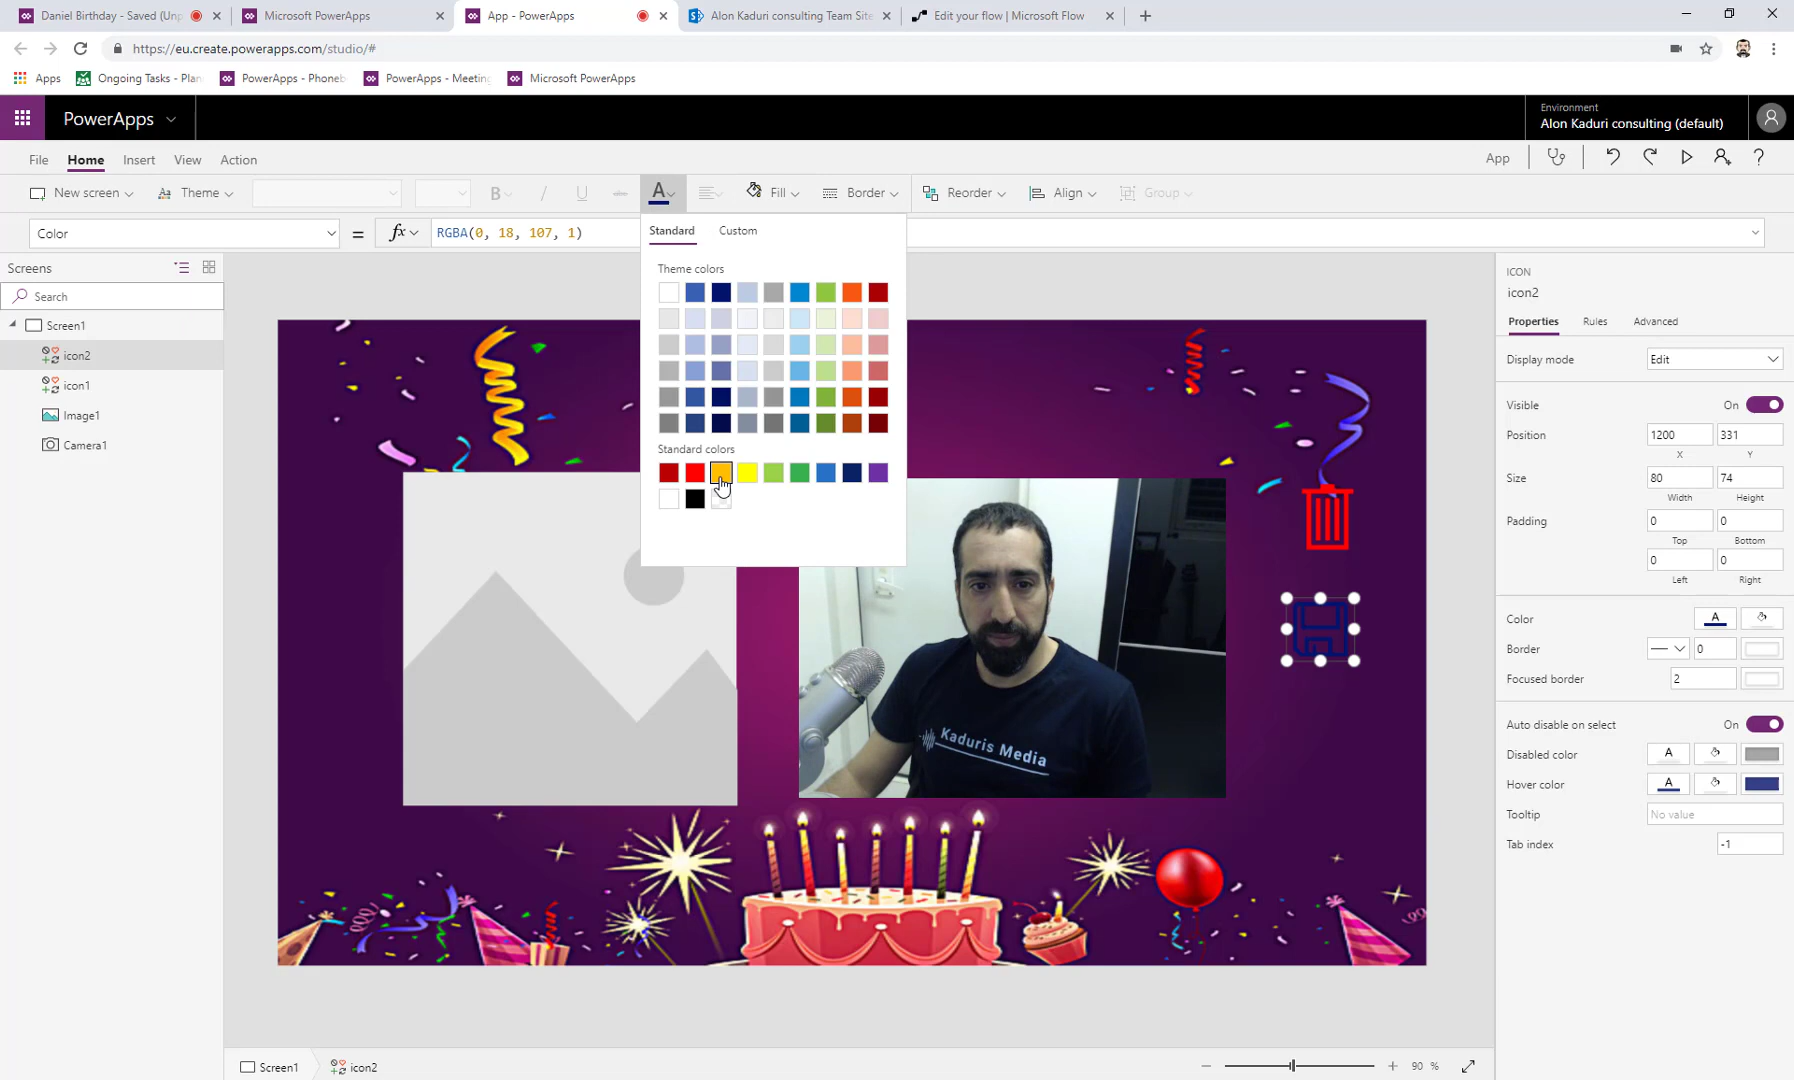 Daniel Birthday - Saved (Unp
Microsoft PowerApps
App - PowerApps
Alon Kaduri consulting Team Site
Edit your flow | Microsoft Flow
https://eu.create.powerapps.com/studio/#
Apps
Ongoing Tasks - Plan
PowerApps - Phoneb
PowerApps - Meeting
Microsoft PowerApps
PowerApps
Environment
Alon Kaduri consulting (default)
File
Home
Insert
View
Action
App
New screen
Theme
B
I
U
A
Fill
Border
Reorder
Align
Group
Color
=
fx
RGBA(0, 18, 107, 1)
Standard
Custom
Theme colors
Standard colors
Screens
Search
Screen1
icon2
icon1
Image1
Camera1
Kaduris Media
ICON
icon2
Properties
Rules
Advanced
Display mode
Edit
Visible
On
Position
1200
331
X
Y
Size
80
74
Width
Height
Padding
0
0
Top
Bottom
0
0
Left
Right
Color
A
Border
0
Focused border
2
Auto disable on select
On
Disabled color
A
Hover color
A
Tooltip
No value
Tab index
-1
Screen1
icon2
90 %